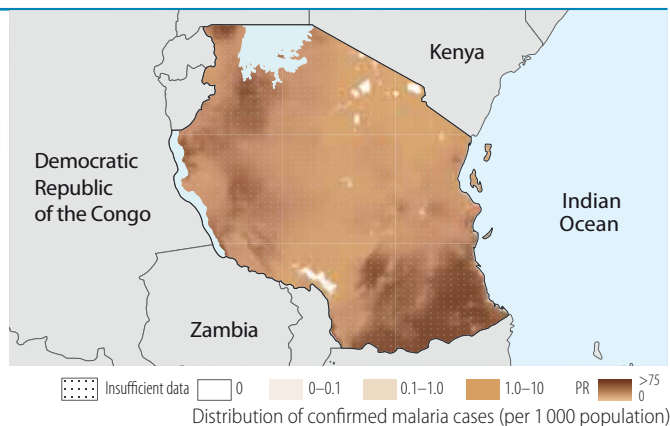 Kenya
Democratic
Republic
of the Congo
Indian
Ocean
Zambia
Insufficient data 0 0–0.1 0.1–1.0 1.0–10 PR >75
0
Distribution of confirmed malaria cases (per 1 000 population)